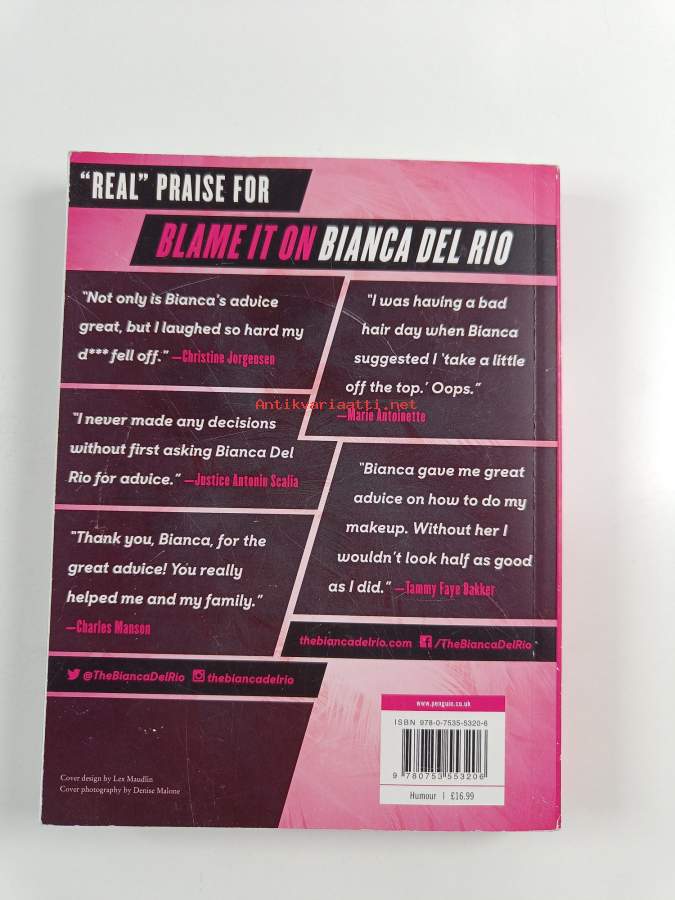 "REAL" PRAISE FOR
BLAME IT ON BIANCA DEL RIO
"Not only is Bianca's advice
great, but I laughed so hard my
d*** fell off." —Christine Jorgensen
"I never made any decisions
without first asking Bianca Del
Rio for advice." —Justice Antonin Scalia
"Thank you, Bianca, for the
great advice! You really
helped me and my family."
—Charles Manson
"I was having a bad
hair day when Bianca
suggested I 'take a little
off the top.' Oops."
—Marie Antoinette
"Bianca gave me great
advice on how to do my
makeup. Without her I
wouldn't look half as good
as I did." —Tammy Faye Bakker
thebiancadelrio.com /TheBiancaDelRio
@TheBiancaDelRio thebiancadelrio
www.penguin.co.uk
ISBN 978-0-7535-5320-6
9 780753 553206
Humour | £16.99
Cover design by Lex Maudlin
Cover photography by Denise Malone
Antikvariaatti.net